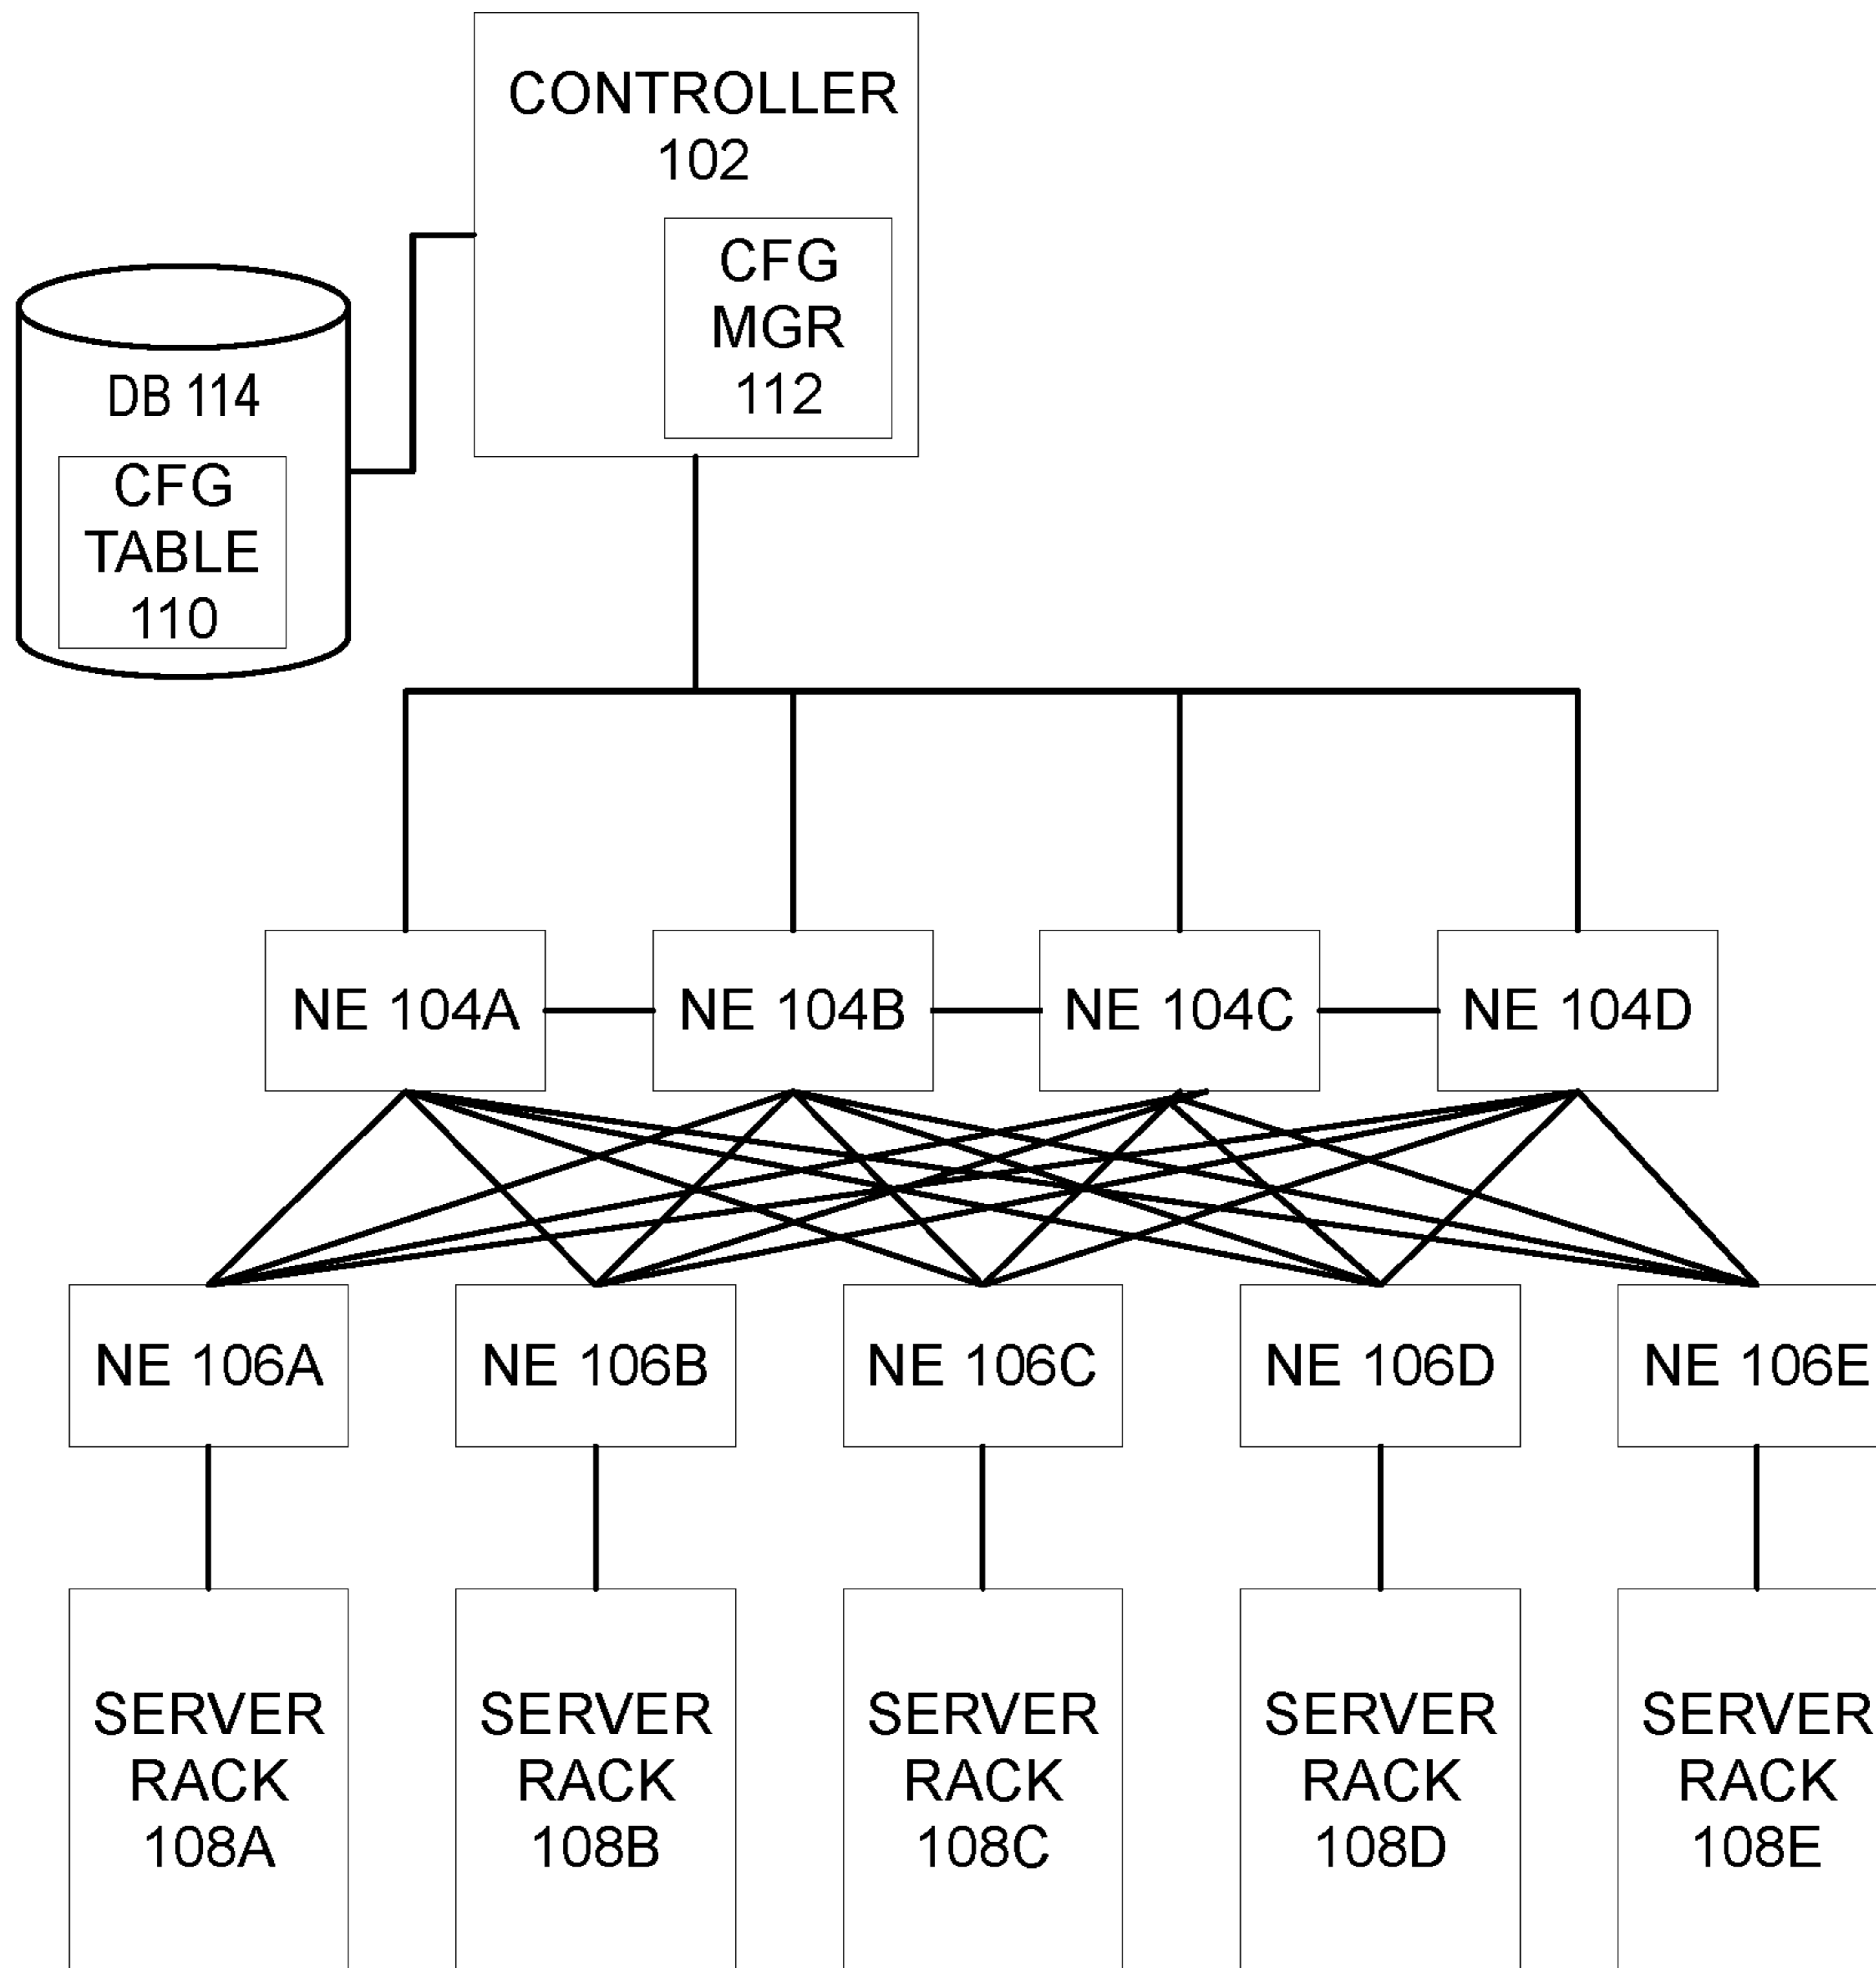 CONTROLLER
102
CFG
MGR
112
DB 114
CFG
TABLE
110
NE 104A
NE 104B
NE 104C
NE 104D
NE 106A
NE 106B
NE 106C
NE 106D
NE 106E
SERVER
RACK
108A
SERVER
RACK
108B
SERVER
RACK
108C
SERVER
RACK
108D
SERVER
RACK
108E